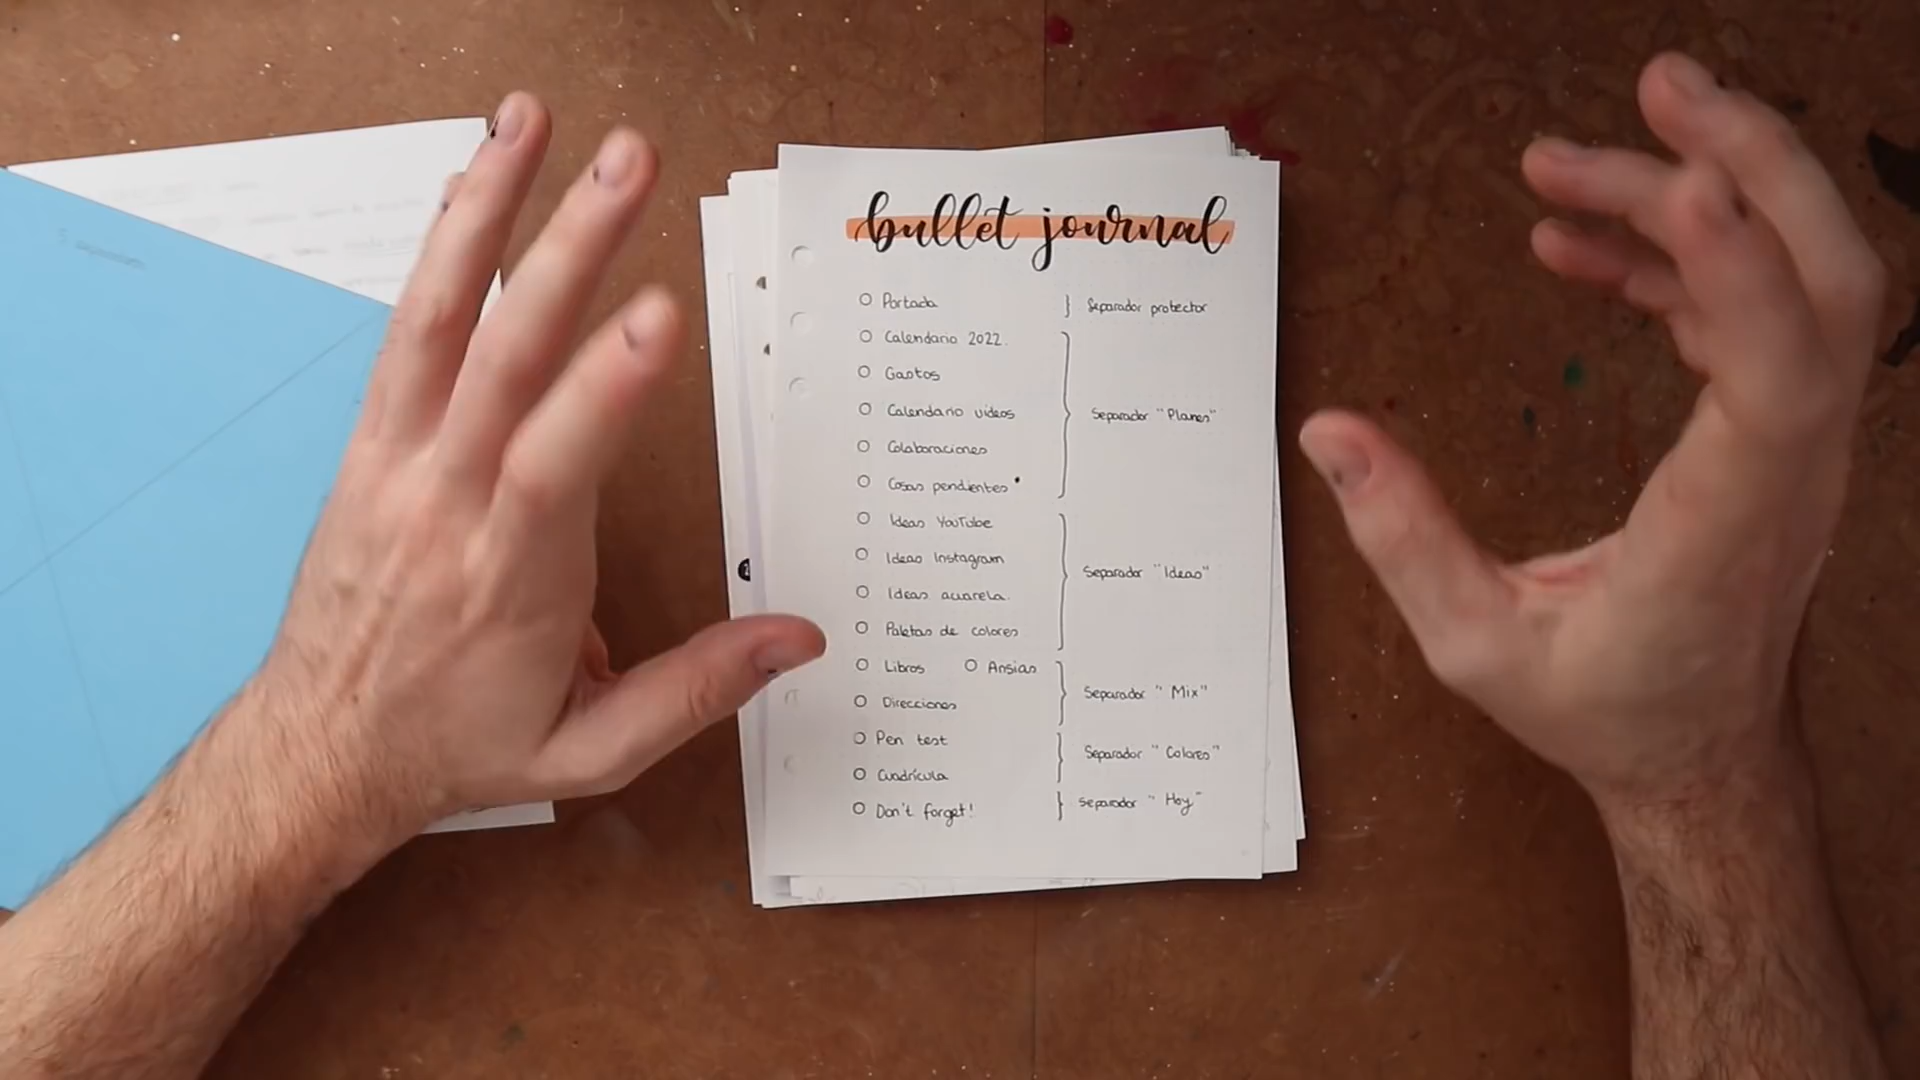 bullet journal
Portada
Separador protector
Calendario 2022.
Gastos
Calendario videos
Colaboraciones
Cosas pendientes
Separador "Planes"
Ideas YouTube
Ideas Instagram
Ideas acuarela.
Paletas de colores
Separador "Ideas"
Libros Ansias
Direcciones
Separador "Mix"
Pen test
Cuadrícula
Separador "Colores"
Don't forget!
Separador "Hoy"